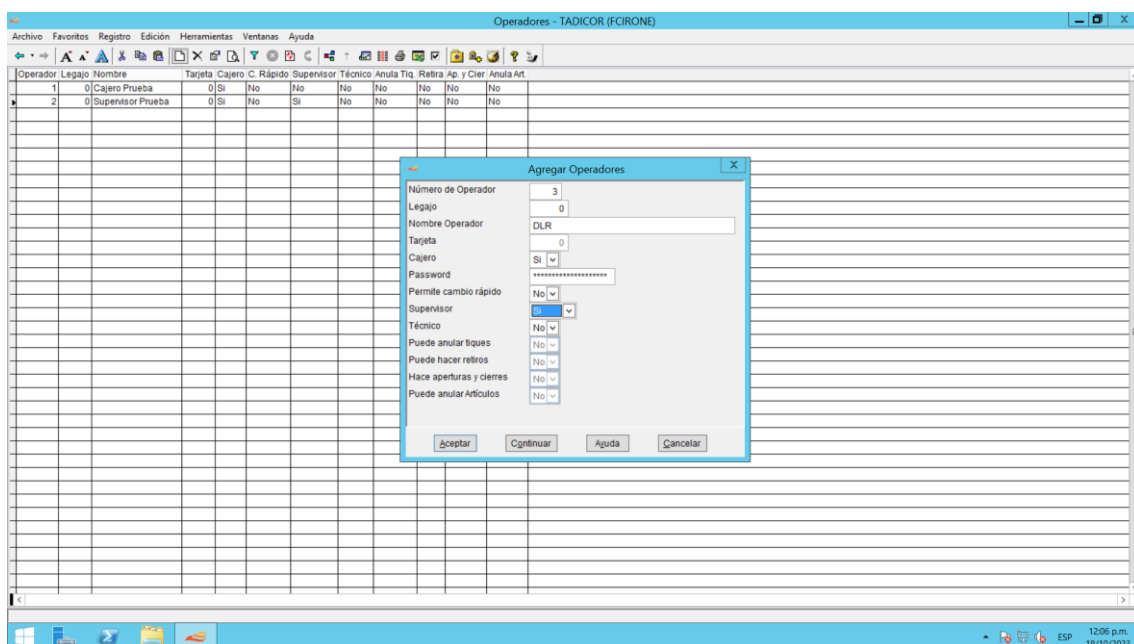 Operadores - TADICOR (FCIRONE)
Archivo Favoritos Registro Edición Herramientas Ventanas Ayuda
Operador Legajo Nombre Tarjeta Cajero C. Rápido Supervisor Técnico Anula Tiq. Retira Ap. y Cier Anula Art.
1 0 Cajero Prueba 0 Si No No No No No No No
2 0 Supervisor Prueba 0 Si No Si No No No No No
Agregar Operadores
Número de Operador 3
Legajo 0
Nombre Operador DLR
Tarjeta 0
Cajero Si
Password ********************
Permite cambio rápido No
Supervisor Si
Técnico No
Puede anular tiques No
Puede hacer retiros No
Hace aperturas y cierres No
Puede anular Artículos No
Aceptar Continuar Ayuda Cancelar
ESP 12:06 p.m.
18/10/2023